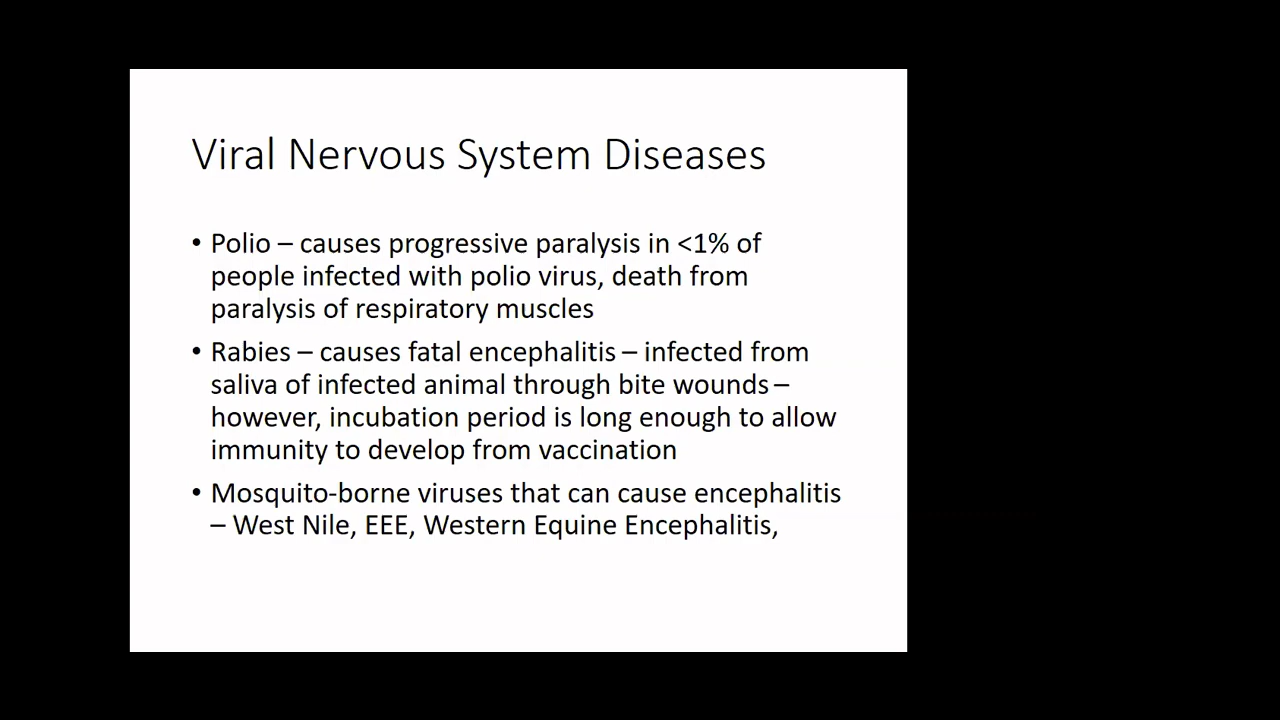 Viral Nervous System Diseases
• Polio – causes progressive paralysis in <1% of
people infected with polio virus, death from
paralysis of respiratory muscles
• Rabies – causes fatal encephalitis – infected from
saliva of infected animal through bite wounds –
however, incubation period is long enough to allow
immunity to develop from vaccination
• Mosquito-borne viruses that can cause encephalitis
– West Nile, EEE, Western Equine Encephalitis,